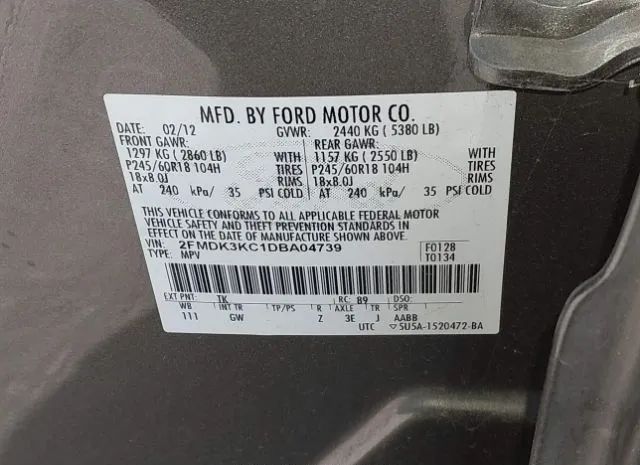 MFD. BY FORD MOTOR CO.
DATE: 02/12 GVWR: 2440 KG ( 5380 LB)
FRONT GAWR: REAR GAWR:
1297 KG ( 2860 LB) WITH 1157 KG ( 2550 LB) WITH
P245/60R18 104H TIRES P245/60R18 104H TIRES
18x8.0J RIMS 18x8.0J RIMS
AT 240 kPa/ 35 PSI COLD AT 240 kPa/ 35 PSI COLD
THIS VEHICLE CONFORMS TO ALL APPLICABLE FEDERAL MOTOR
VEHICLE SAFETY AND THEFT PREVENTION STANDARDS IN
EFFECT ON THE DATE OF MANUFACTURE SHOWN ABOVE.
VIN: 2FMDK3KC1DBA04739 F0128
TYPE: MPV T0134
EXT PNT: TK RC: B9 DSO:
WB INT TR TP/PS R AXLE TR SPR
111 GW Z 3E J AABB
UTC ▽5U5A-1520472-BA